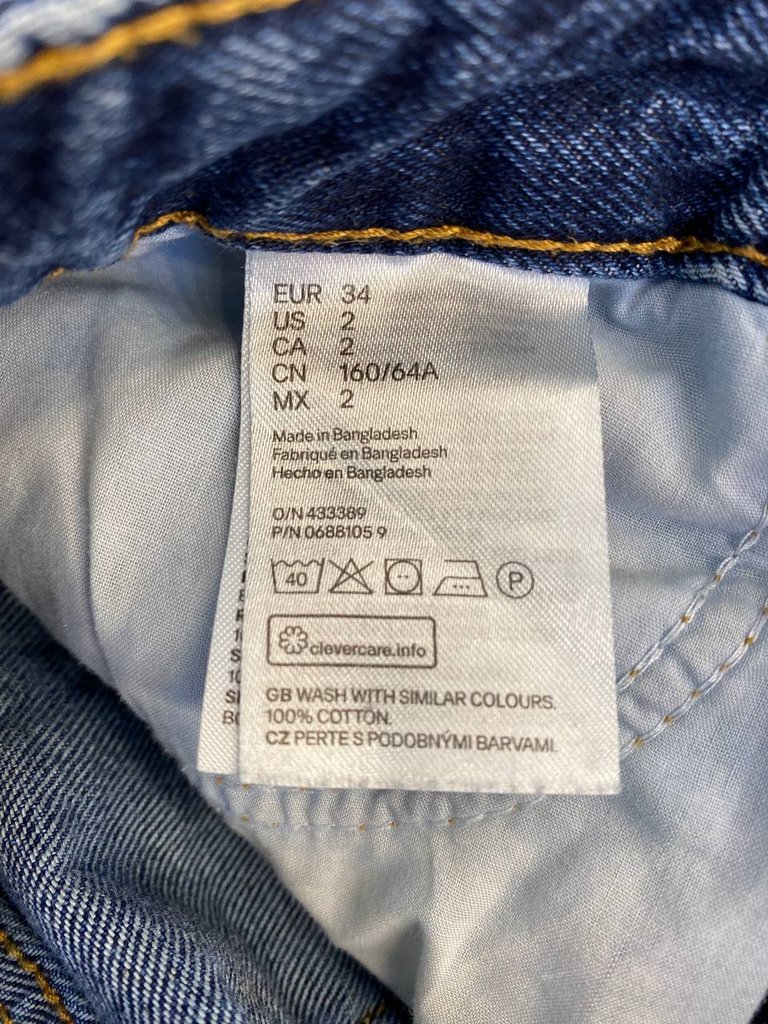 EUR 34
US 2
CA 2
CN 160/64A
MX 2
Made in Bangladesh
Fabriqué en Bangladesh
Hecho en Bangladesh
O/N 433389
P/N 0688105 9
40 P
clevercare.info
GB WASH WITH SIMILAR COLOURS.
100% COTTON.
CZ PERTE S PODOBNÝMI BARVAMI.